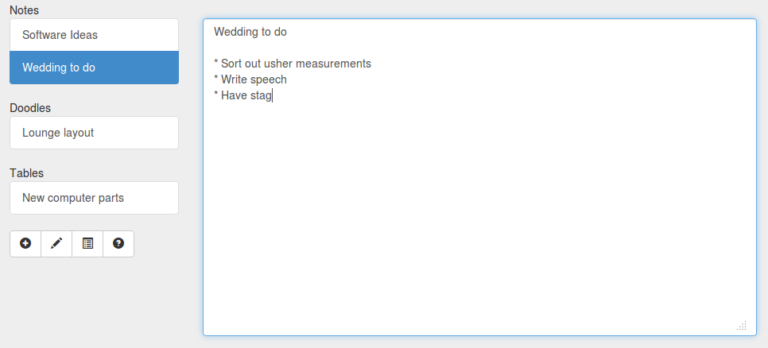 Notes
Software Ideas
Wedding to do
Doodles
Lounge layout
Tables
New computer parts
Wedding to do
* Sort out usher measurements
* Write speech
* Have stag